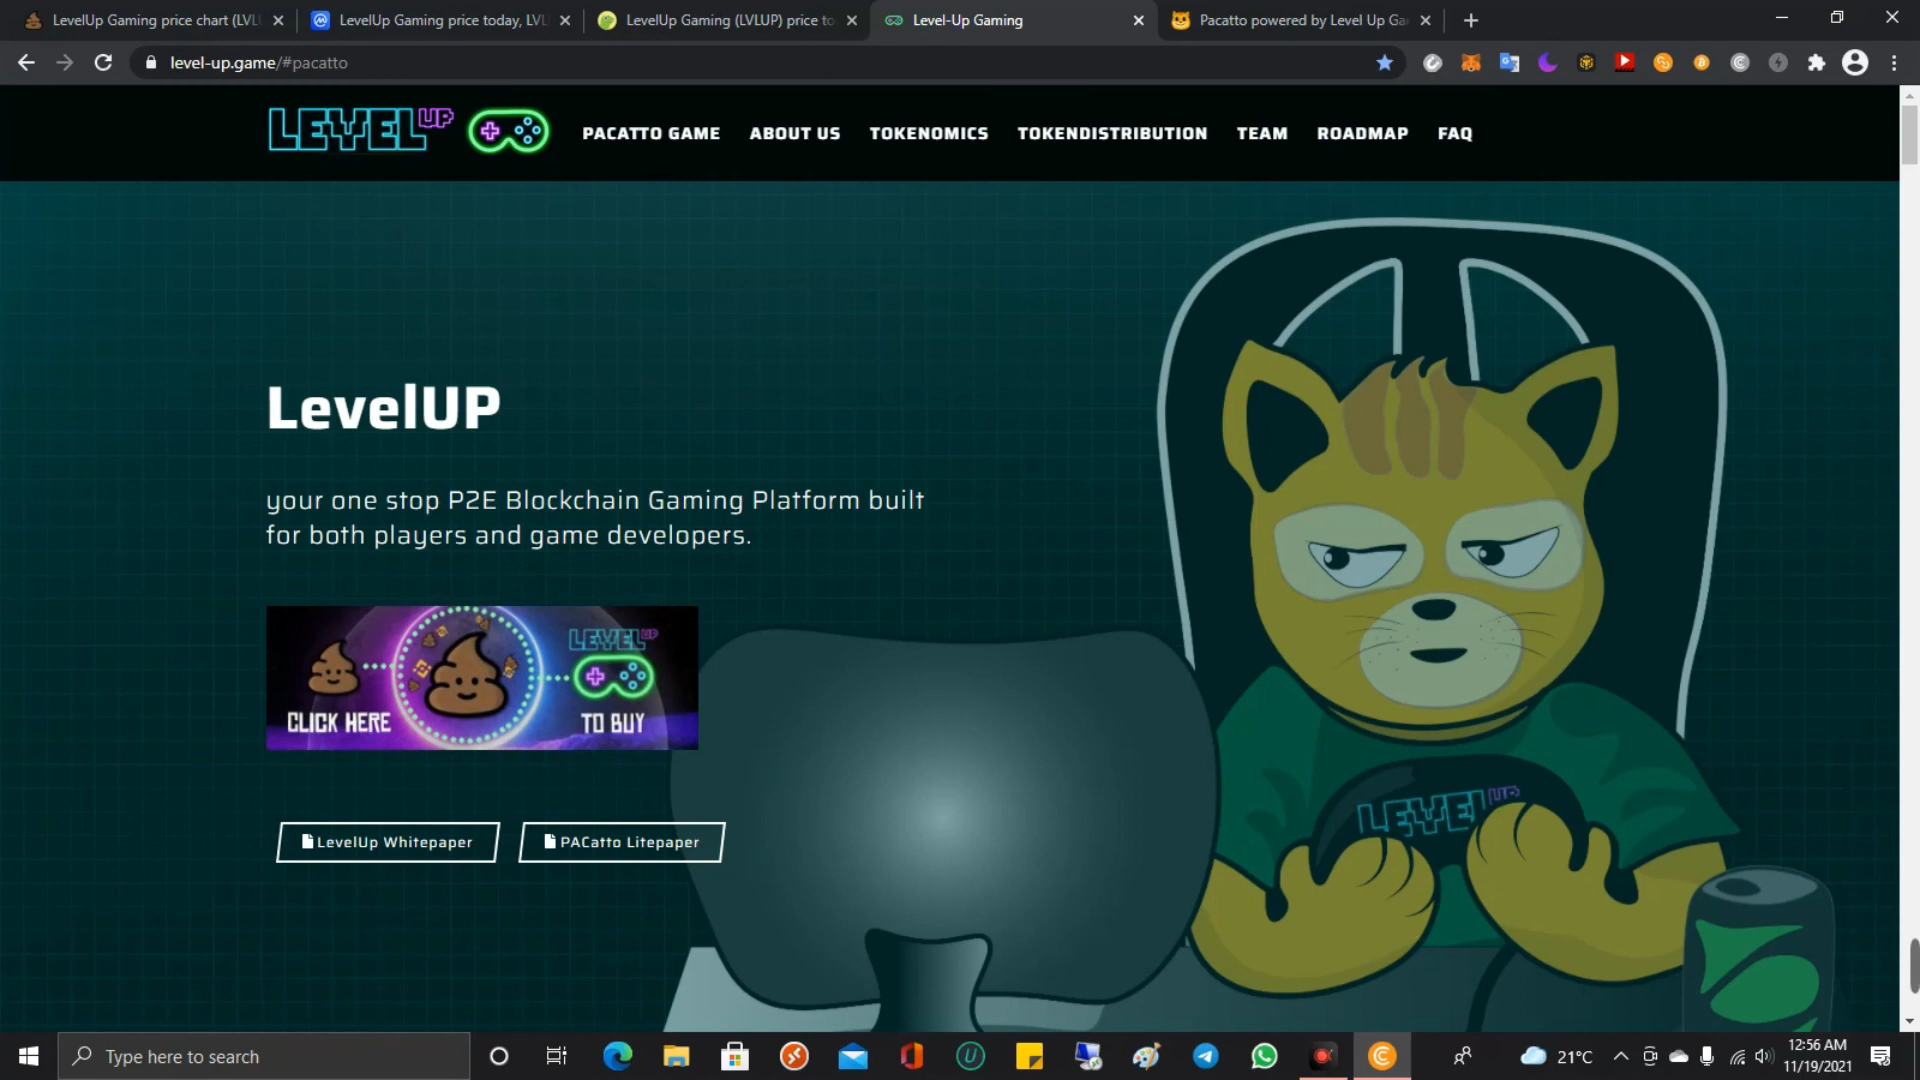 LevelUp Gaming price chart (LVLU
LevelUp Gaming price today, LVL
LevelUp Gaming (LVLUP) price to
Level-Up Gaming
Pacatto powered by Level Up Ga
level-up.game/#pacatto
LEVEL UP
PACATTO GAME
ABOUT US
TOKENOMICS
TOKENDISTRIBUTION
TEAM
ROADMAP
FAQ
LevelUP
your one stop P2E Blockchain Gaming Platform built
for both players and game developers.
LEVEL UP
CLICK HERE
TO BUY
LEVEL UP
LevelUp Whitepaper
PACatto Litepaper
Type here to search
21°C
12:56 AM
11/19/2021